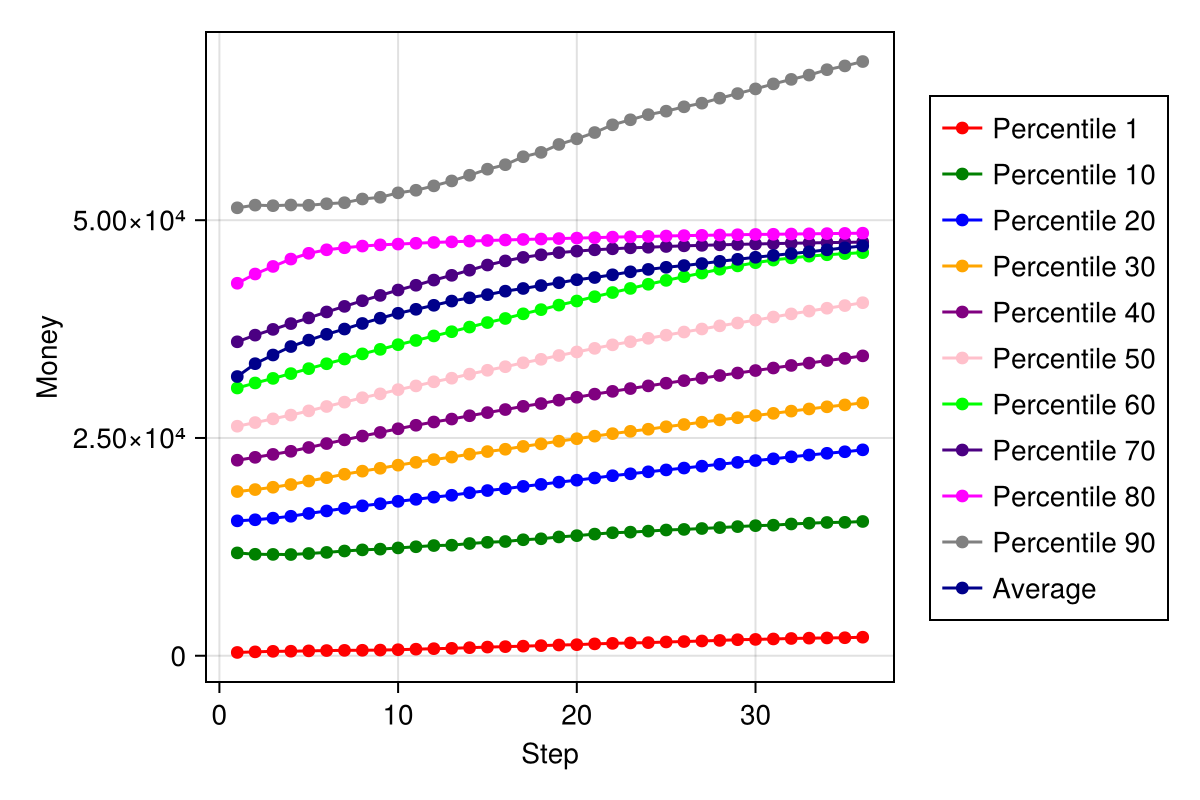 Money
5.00×10⁴
2.50×10⁴
0
0
10
20
30
Step
Percentile 1
Percentile 10
Percentile 20
Percentile 30
Percentile 40
Percentile 50
Percentile 60
Percentile 70
Percentile 80
Percentile 90
Average